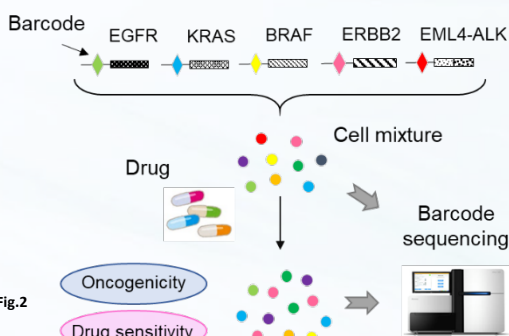 Barcode
EGFR KRAS BRAF ERBB2 EML4-ALK
Cell mixture
Drug
Barcode
sequencing
Fig.2
Oncogenicity
Drug sensitivity